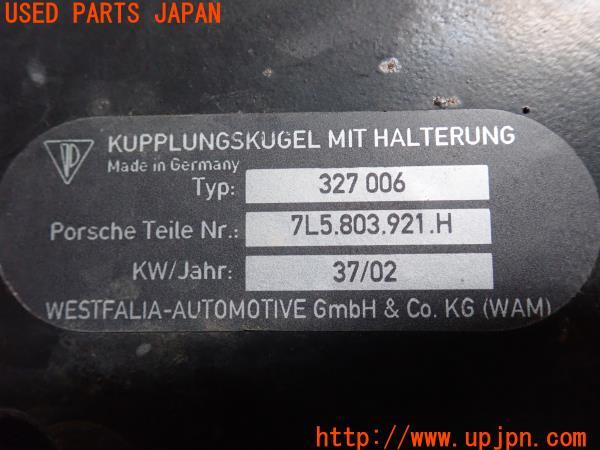 USED PARTS JAPAN
KUPPLUNGSKUGEL MIT HALTERUNG
Made in Germany
Typ: 327 006
Porsche Teile Nr.: 7L5.803.921.H
KW/Jahr: 37/02
WESTFALIA-AUTOMOTIVE GmbH & Co. KG (WAM)
http://www.upjpn.com/